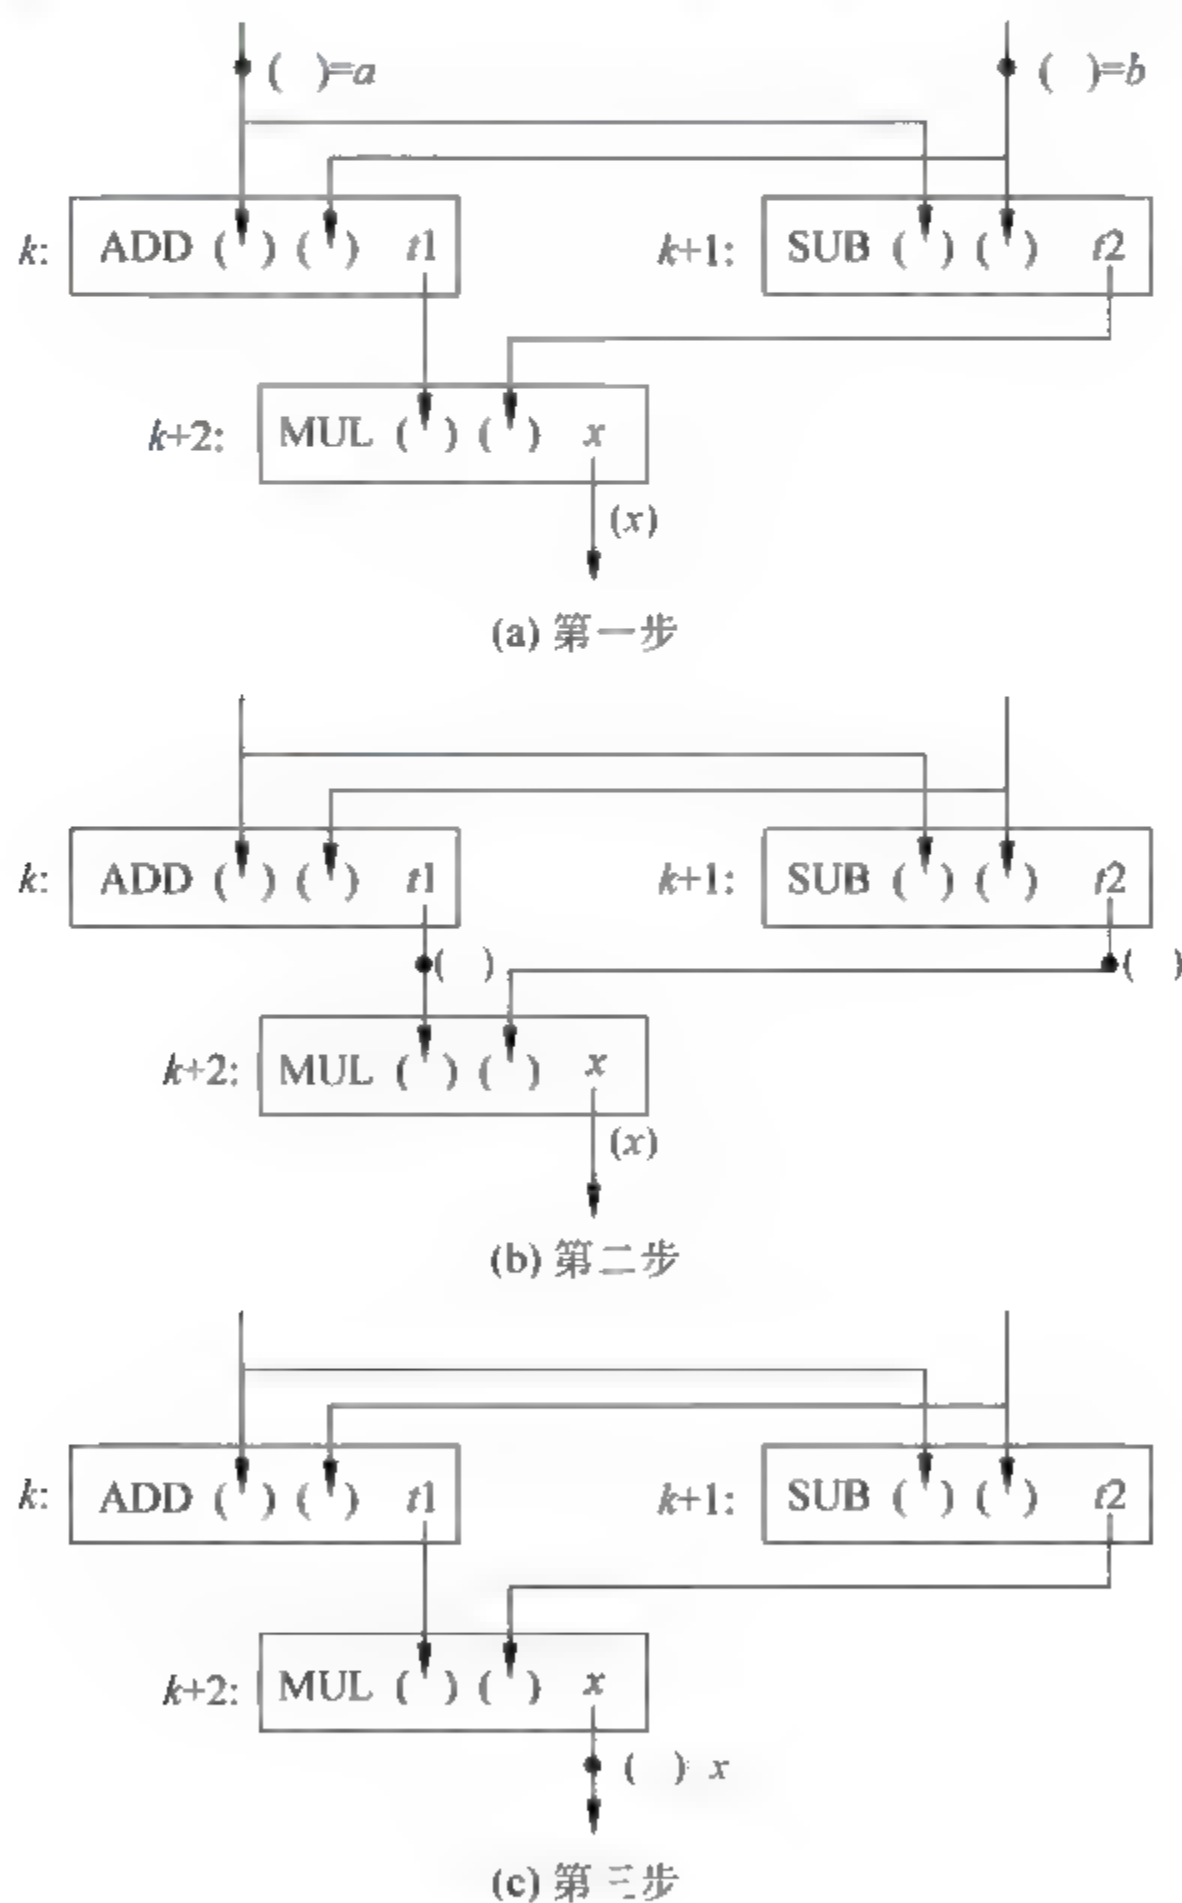 ( )=a ( )=b
k: ADD ( ) ( ) t1 k+1: SUB ( ) ( ) t2
k+2: MUL ( ) ( ) x
(x)
(a) 第一步
k: ADD ( ) ( ) t1 k+1: SUB ( ) ( ) t2
( ) ( )
k+2: MUL ( ) ( ) x
(x)
(b) 第二步
k: ADD ( ) ( ) t1 k+1: SUB ( ) ( ) t2
k+2: MUL ( ) ( ) x
( ) x
(c) 第三步